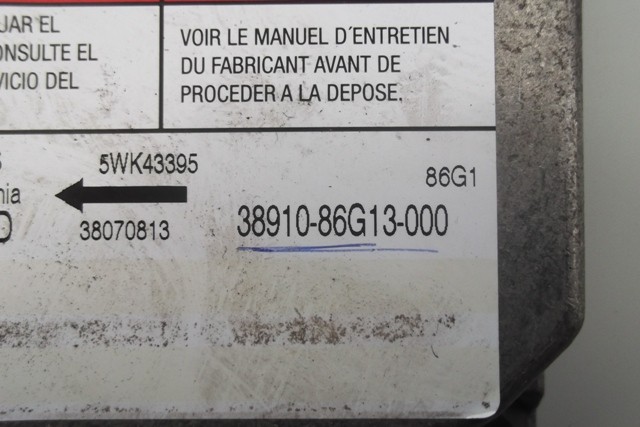 JAR EL
ONSULTE EL
VICIO DEL
VOIR LE MANUEL D´ENTRETIEN
DU FABRICANT AVANT DE
PROCEDER A LA DEPOSE.
5WK43395
86G1
nia
38070813
38910-86G13-000